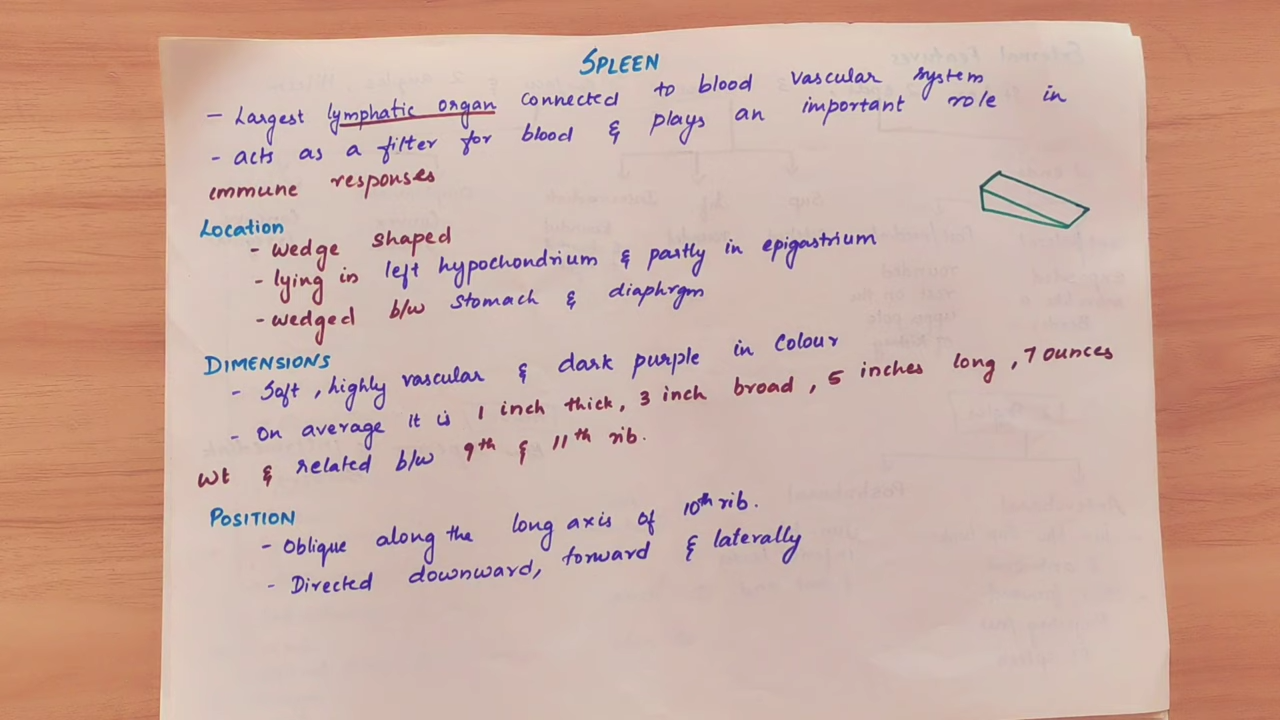 SPLEEN
- Largest lymphatic organ connected to blood vascular system
- acts as a filter for blood & plays an important role in
immune responses
Location
- wedge shaped
- lying in left hypochondrium & partly in epigastrium
- wedged b/w stomach & diaphrgm
DIMENSIONS
- Soft, highly vascular & dark purple in colour
- On average it is 1 inch thick, 3 inch broad, 5 inches long, 7 ounces
wt & related b/w 9th & 11th rib.
POSITION
- Oblique along the long axis of 10th rib.
- Directed downward, forward & laterally